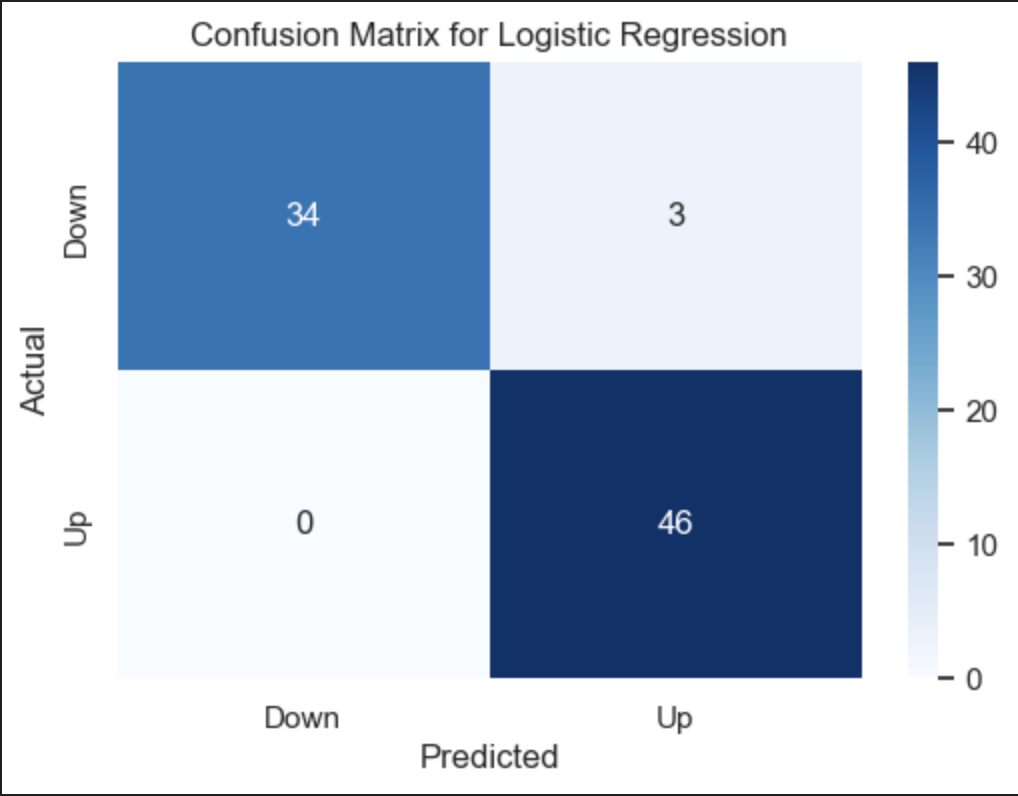 Confusion Matrix for Logistic Regression
Actual
Down
34
3
Up
0
46
Down
Up
Predicted
40
30
20
10
0